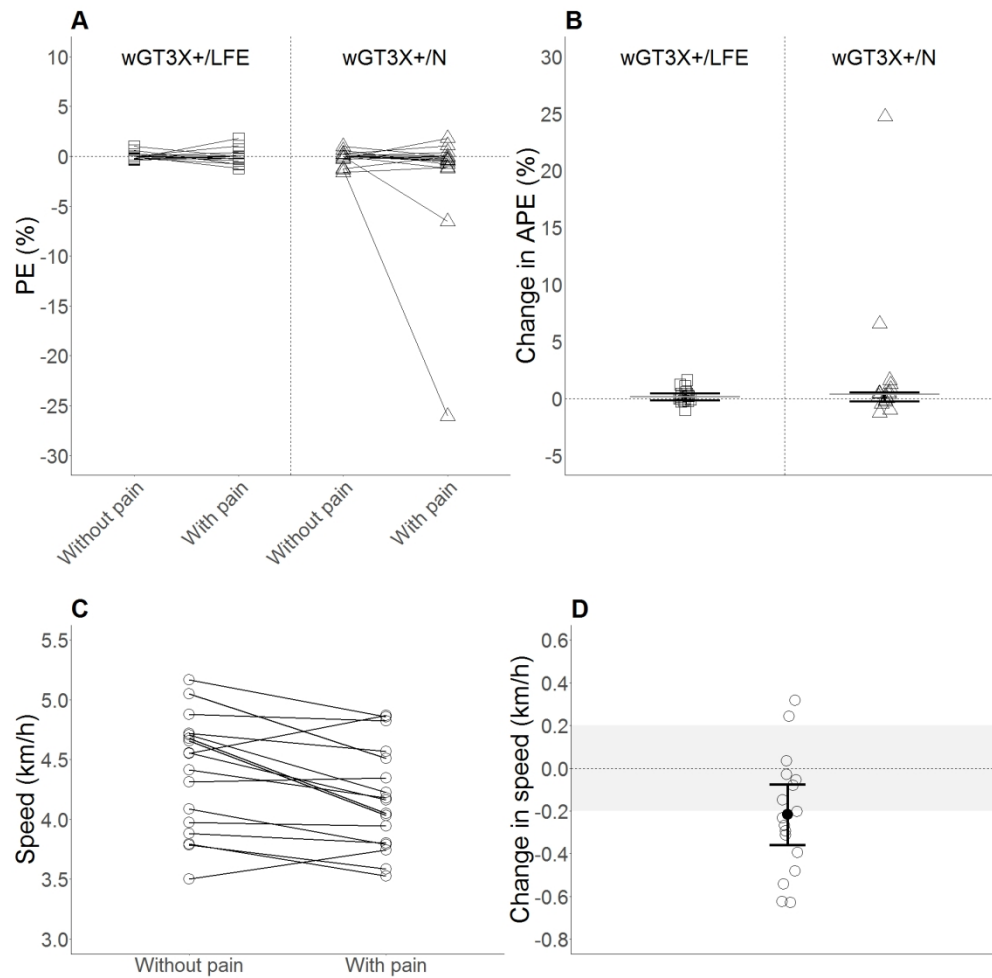 A
wGT3X+/LFE
wGT3X+/N
PE (%)
10
5
0
-5
-10
-15
-20
-25
-30
Without pain
With pain
Without pain
With pain
B
wGT3X+/LFE
wGT3X+/N
Change in APE (%)
30
25
20
15
10
5
0
-5
C
Speed (km/h)
5.5
5.0
4.5
4.0
3.5
3.0
Without pain
With pain
D
Change in speed (km/h)
0.6
0.4
0.2
0.0
-0.2
-0.4
-0.6
-0.8